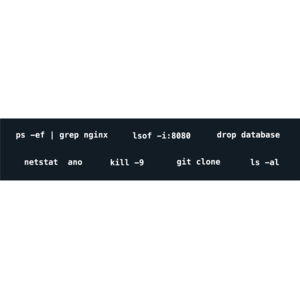 ps -ef | grep nginx lsof -i:8080 drop database
netstat ano kill -9 git clone ls -al